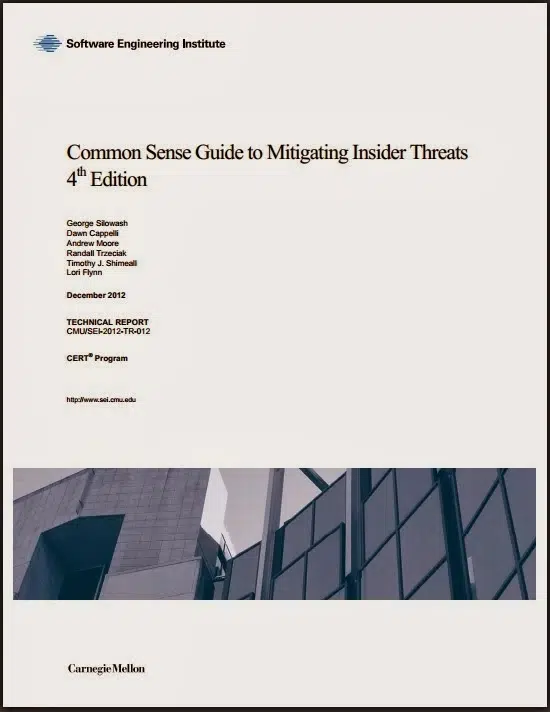 Software Engineering Institute
Common Sense Guide to Mitigating Insider Threats
4th Edition
George Silowash
Dawn Cappelli
Andrew Moore
Randall Trzeciak
Timothy J. Shimeall
Lori Flynn
December 2012
TECHNICAL REPORT
CMU/SEI-2012-TR-012
CERT® Program
http://www.sei.cmu.edu
CarnegieMellon